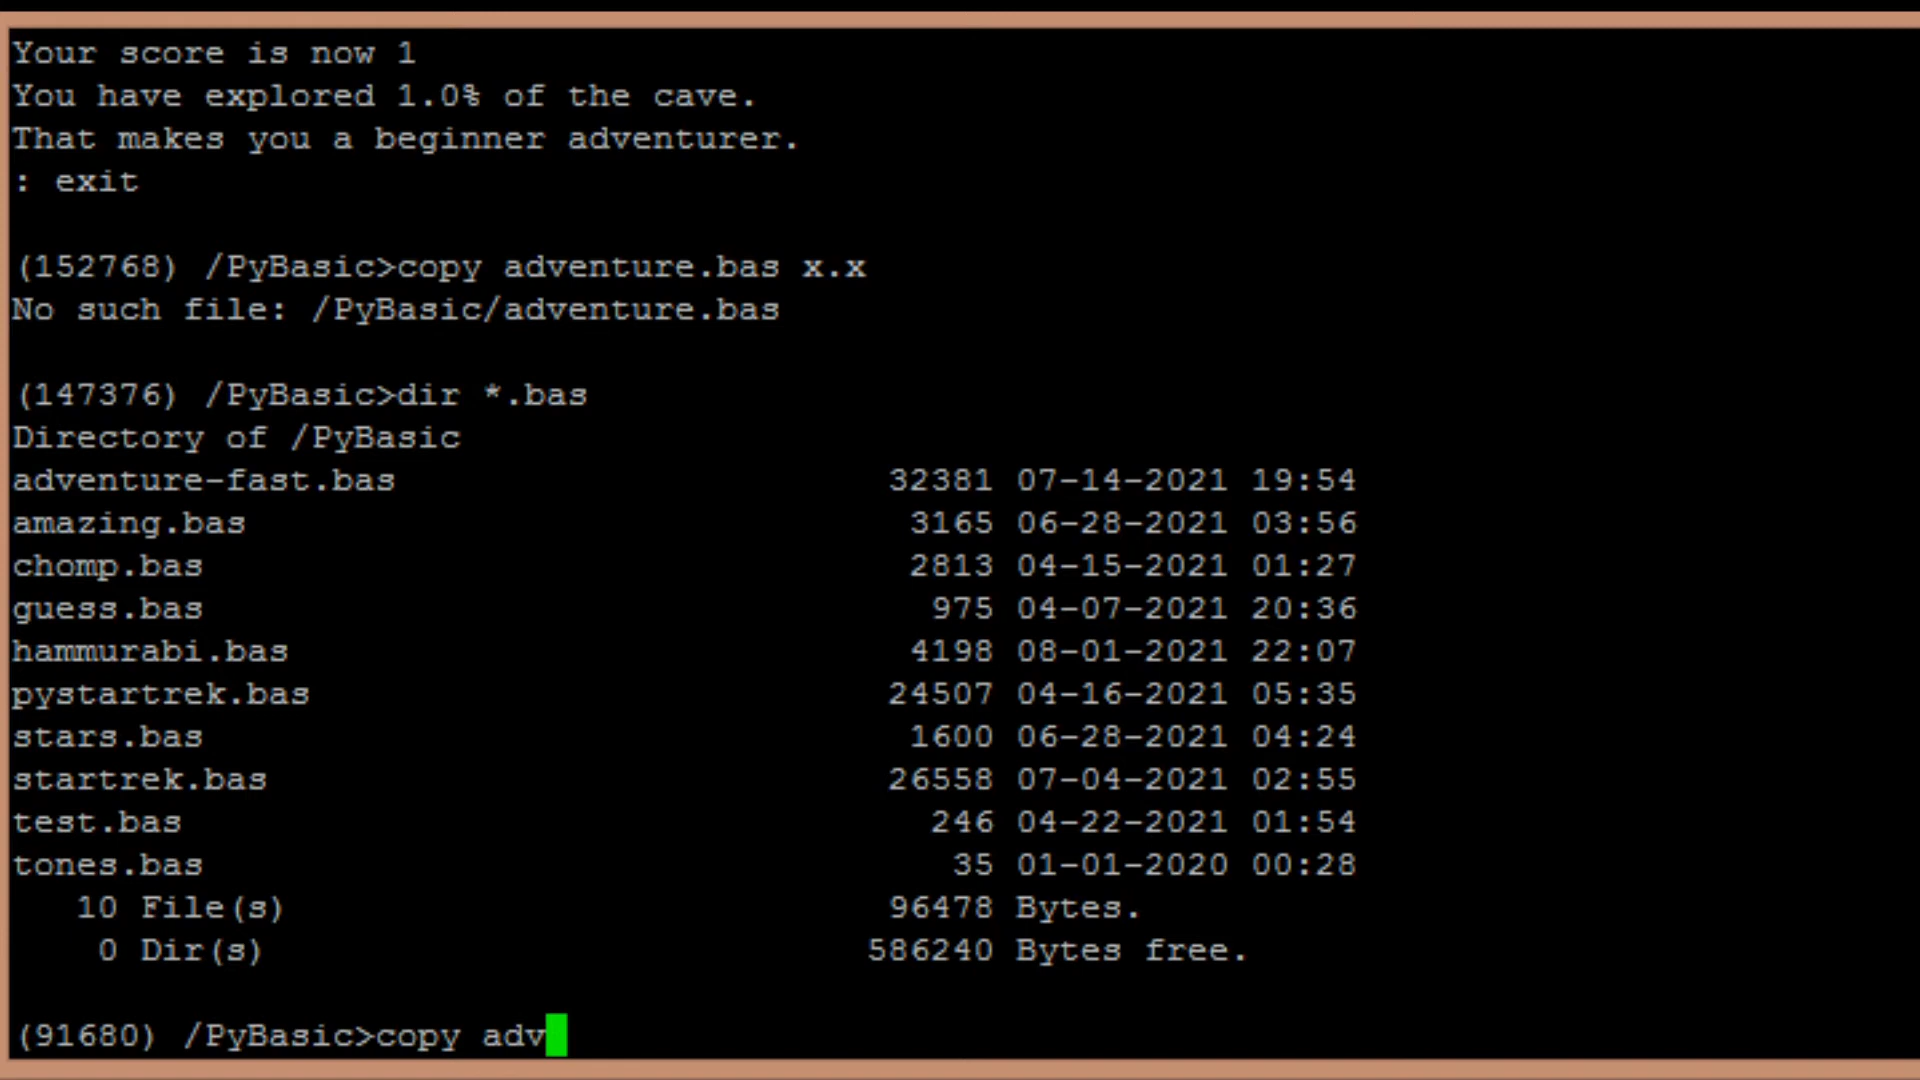 Your score is now 1
You have explored 1.0% of the cave.
That makes you a beginner adventurer.
: exit
(152768) /PyBasic>copy adventure.bas x.x
No such file: /PyBasic/adventure.bas
(147376) /PyBasic>dir *.bas
Directory of /PyBasic
adventure-fast.bas 32381 07-14-2021 19:54
amazing.bas 3165 06-28-2021 03:56
chomp.bas 2813 04-15-2021 01:27
guess.bas 975 04-07-2021 20:36
hammurabi.bas 4198 08-01-2021 22:07
pystartrek.bas 24507 04-16-2021 05:35
stars.bas 1600 06-28-2021 04:24
startrek.bas 26558 07-04-2021 02:55
test.bas 246 04-22-2021 01:54
tones.bas 35 01-01-2020 00:28
10 File(s) 96478 Bytes.
0 Dir(s) 586240 Bytes free.
(91680) /PyBasic>copy adv